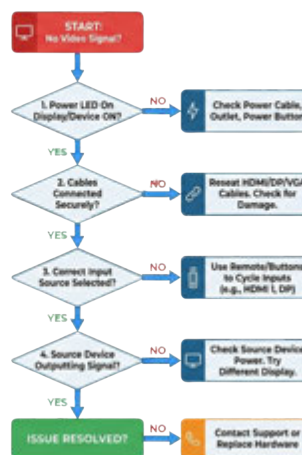 START:
No Video Signal?
1. Power LED On
Display/Device ON?
NO
Check Power Cable,
Outlet, Power Button
YES
2. Cables
Connected
Securely?
NO
Reseat HDMI/DP/VGA
Cables. Check for
Damage.
YES
3. Correct Input
Source Selected?
NO
Use Remote/Buttons
to Cycle Inputs
(e.g., HDMI 1, DP)
YES
4. Source Device
Outputting Signal?
NO
Check Source Device
Power. Try
Different Display.
YES
ISSUE RESOLVED?
NO
Contact Support or
Replace Hardware